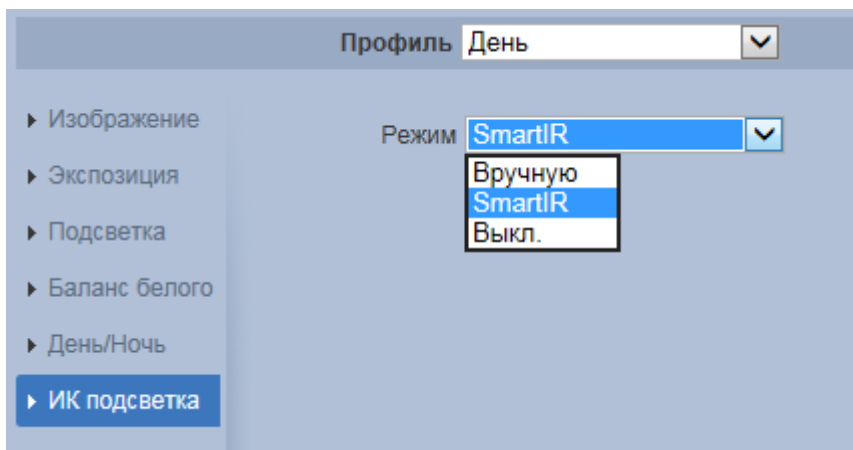 Профиль День
Изображение
Режим SmartIR
Вручную
Экспозиция
SmartIR
Подсветка
Выкл.
Баланс белого
День/Ночь
ИК подсветка